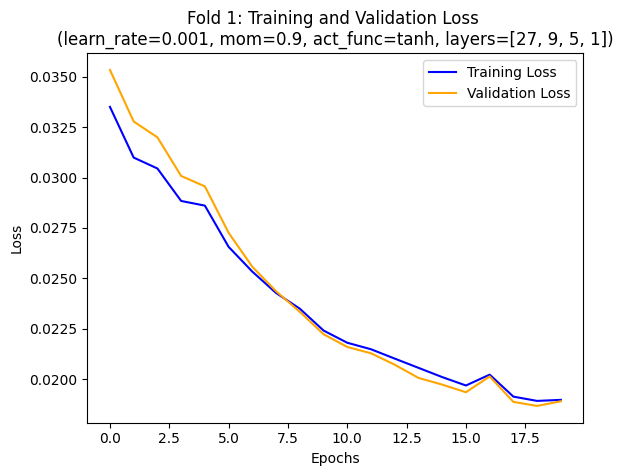 Fold 1: Training and Validation Loss
(learn_rate=0.001, mom=0.9, act_func=tanh, layers=[27, 9, 5, 1])
Training Loss
Validation Loss
0.0350
0.0325
0.0300
0.0275
0.0250
0.0225
0.0200
Loss
0.0
2.5
5.0
7.5
10.0
12.5
15.0
17.5
Epochs